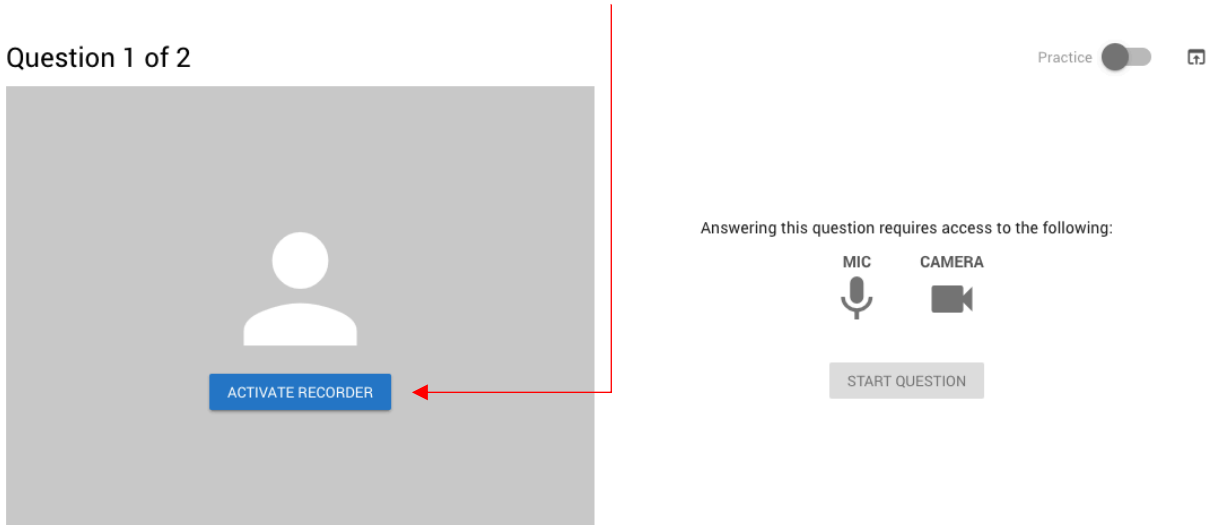 Question 1 of 2
Practice
ACTIVATE RECORDER
Answering this question requires access to the following:
MIC CAMERA
START QUESTION